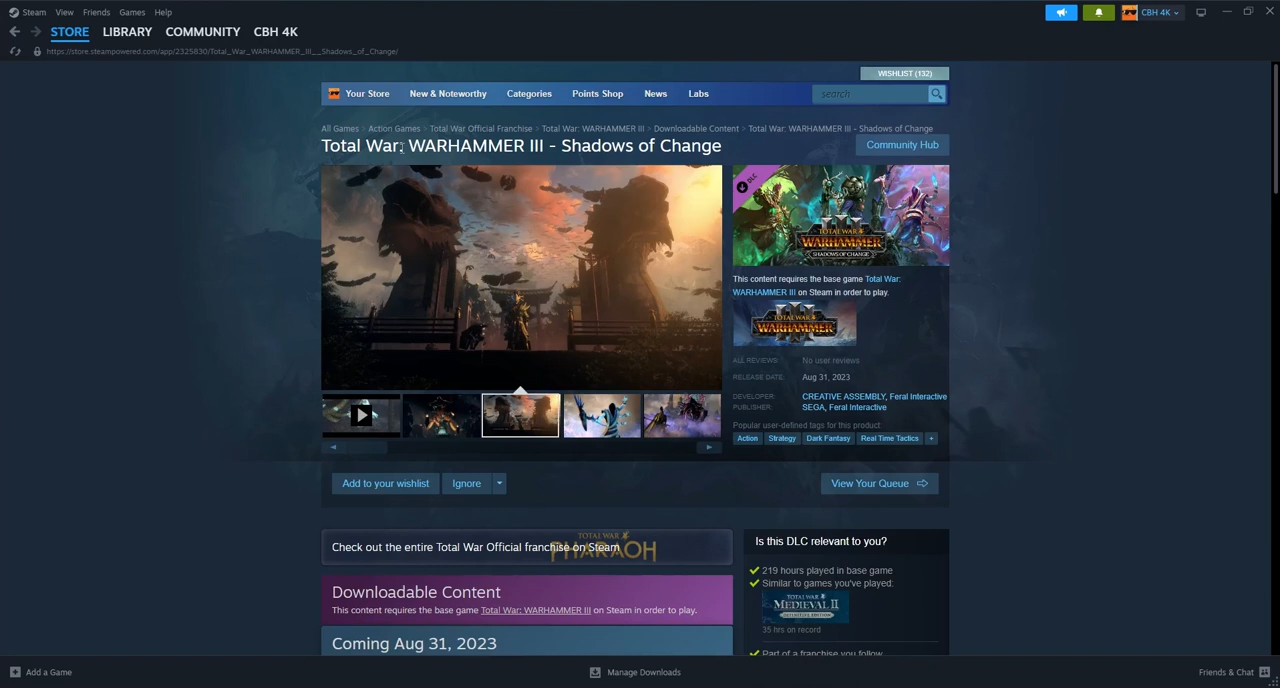 Steam View Friends Games Help
CBH 4K
STORE LIBRARY COMMUNITY CBH 4K
https://store.steampowered.com/app/2325830/Total_War_WARHAMMER_III__Shadows_of_Change/
WISHLIST (132)
Your Store New & Noteworthy Categories Points Shop News Labs
search
All Games > Action Games > Total War Official Franchise > Total War: WARHAMMER III > Downloadable Content > Total War: WARHAMMER III - Shadows of Change
Total War: WARHAMMER III - Shadows of Change
Community Hub
DLC
TOTAL WAR
WARHAMMER
SHADOWS OF CHANGE
This content requires the base game Total War:
WARHAMMER III on Steam in order to play.
TOTAL WAR
WARHAMMER
III
ALL REVIEWS: No user reviews
RELEASE DATE: Aug 31, 2023
DEVELOPER: CREATIVE ASSEMBLY, Feral Interactive
PUBLISHER: SEGA, Feral Interactive
Popular user-defined tags for this product:
Action Strategy Dark Fantasy Real Time Tactics +
Add to your wishlist Ignore
View Your Queue
Check out the entire Total War Official franchise on Steam
TOTAL WAR
PHARAOH
Downloadable Content
This content requires the base game Total War: WARHAMMER III on Steam in order to play.
Coming Aug 31, 2023
Is this DLC relevant to you?
219 hours played in base game
Similar to games you've played:
TOTAL WAR
MEDIEVAL II
DEFINITIVE EDITION
35 hrs on record
Part of a franchise you follow
Add a Game
Manage Downloads
Friends & Chat